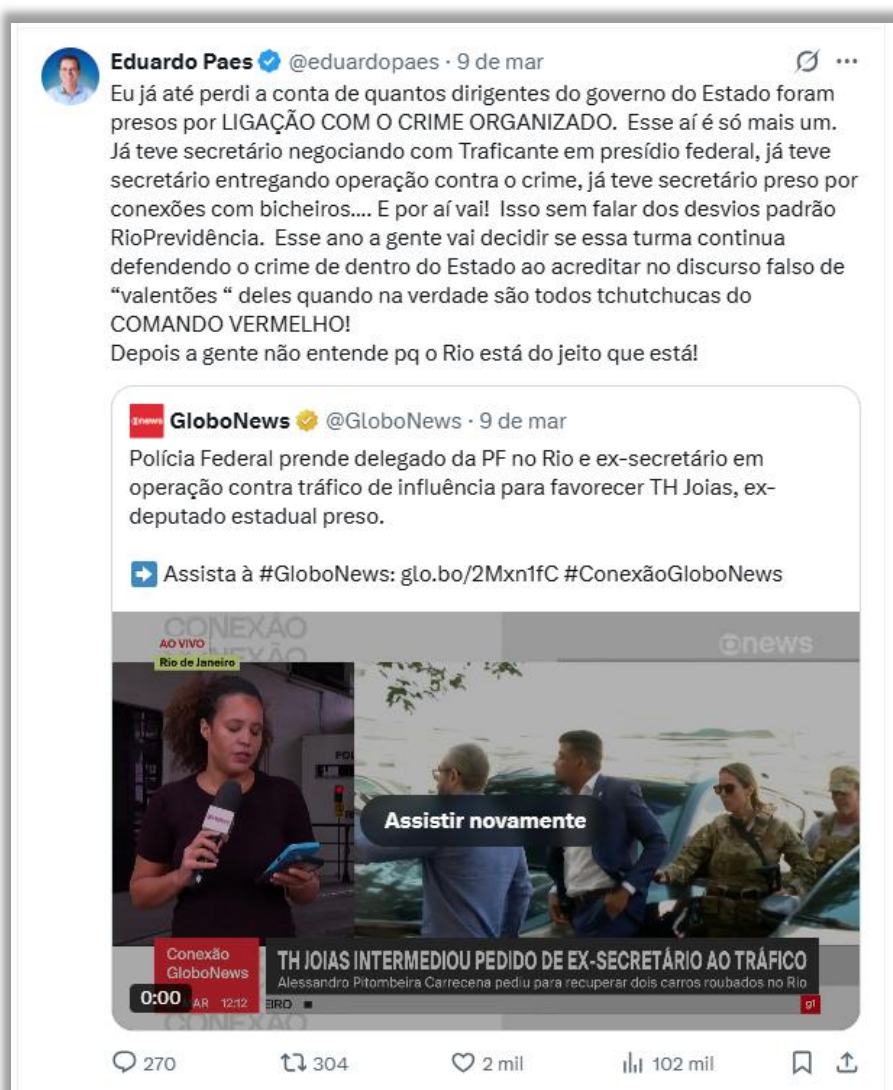 Eduardo Paes @eduardopaes · 9 de mar
Eu já até perdi a conta de quantos dirigentes do governo do Estado foram
presos por LIGAÇÃO COM O CRIME ORGANIZADO.  Esse aí é só mais um.
Já teve secretário negociando com Traficante em presídio federal, já teve
secretário entregando operação contra o crime, já teve secretário preso por
conexões com bicheiros.... E por aí vai!  Isso sem falar dos desvios padrão
RioPrevidência.  Esse ano a gente vai decidir se essa turma continua
defendendo o crime de dentro do Estado ao acreditar no discurso falso de
“valentões “ deles quando na verdade são todos tchutchucas do
COMANDO VERMELHO!
Depois a gente não entende pq o Rio está do jeito que está!
news
GloboNews @GloboNews · 9 de mar
Polícia Federal prende delegado da PF no Rio e ex-secretário em
operação contra tráfico de influência para favorecer TH Joias, ex-
deputado estadual preso.
Assista à #GloboNews: glo.bo/2Mxn1fC #ConexãoGloboNews
CONEXÃO
AO VIVO
Rio de Janeiro
news
Assistir novamente
Conexão
GloboNews
TH JOIAS INTERMEDIOU PEDIDO DE EX-SECRETÁRIO AO TRÁFICO
Alessandro Pitombeira Carrecena pediu para recuperar dois carros roubados no Rio
0:00
AR 12:12
EIRO
g1
CONEXÃO
270 304 2 mil 102 mil